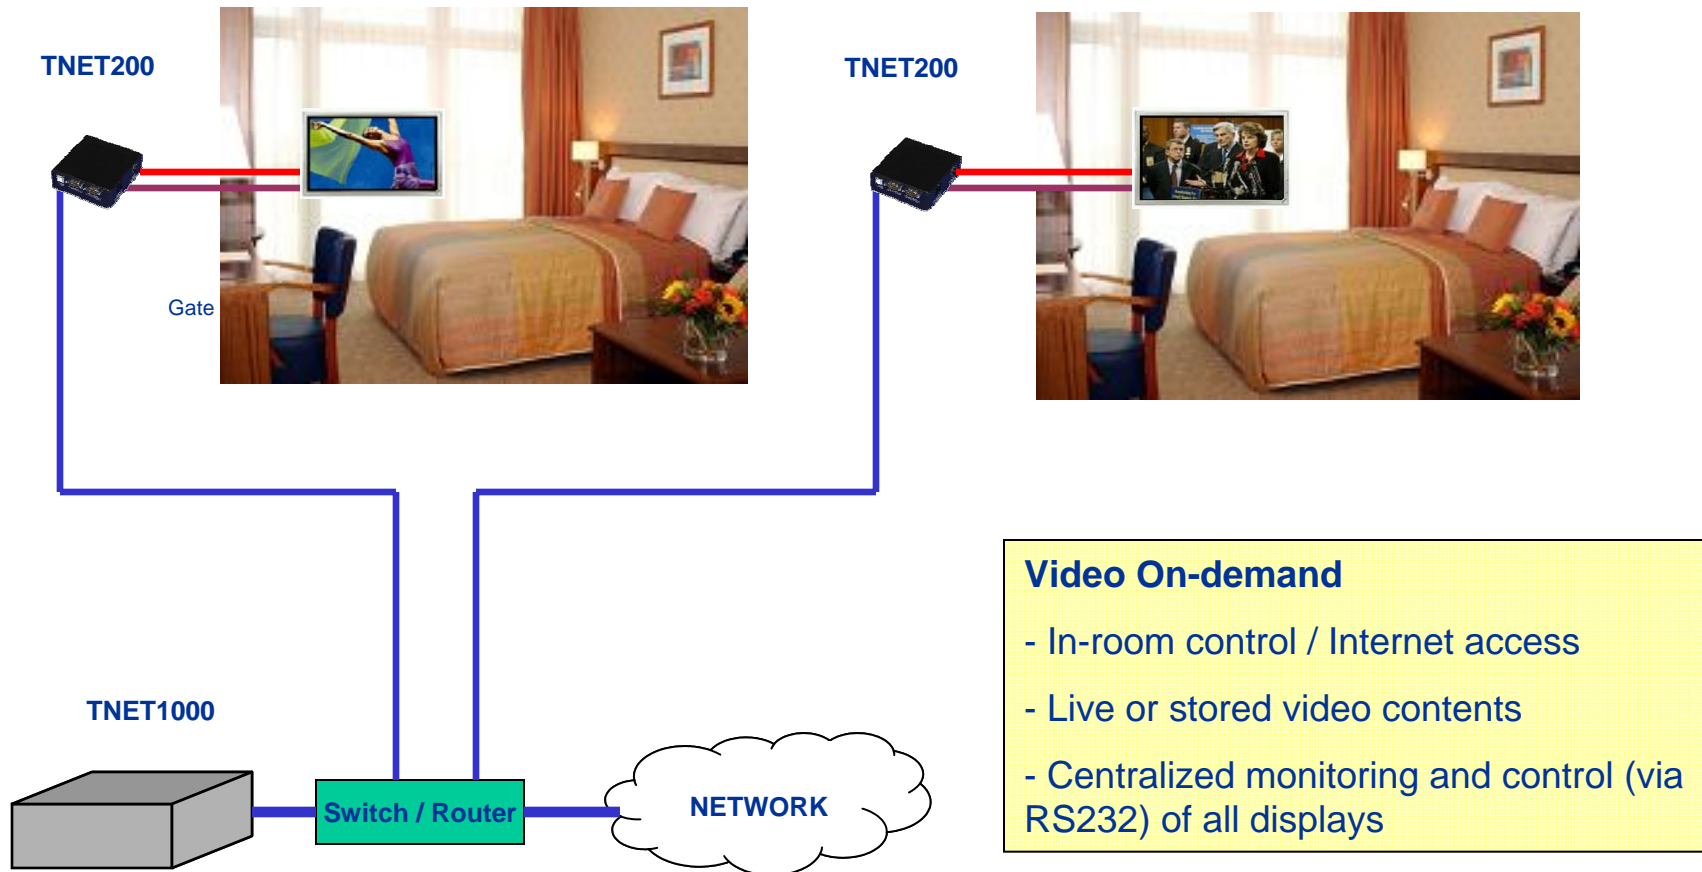 TNET200
TNET200
Gate
TNET1000
Switch / Router
NETWORK
Video On-demand
- In-room control / Internet access
- Live or stored video contents
- Centralized monitoring and control (via
RS232) of all displays